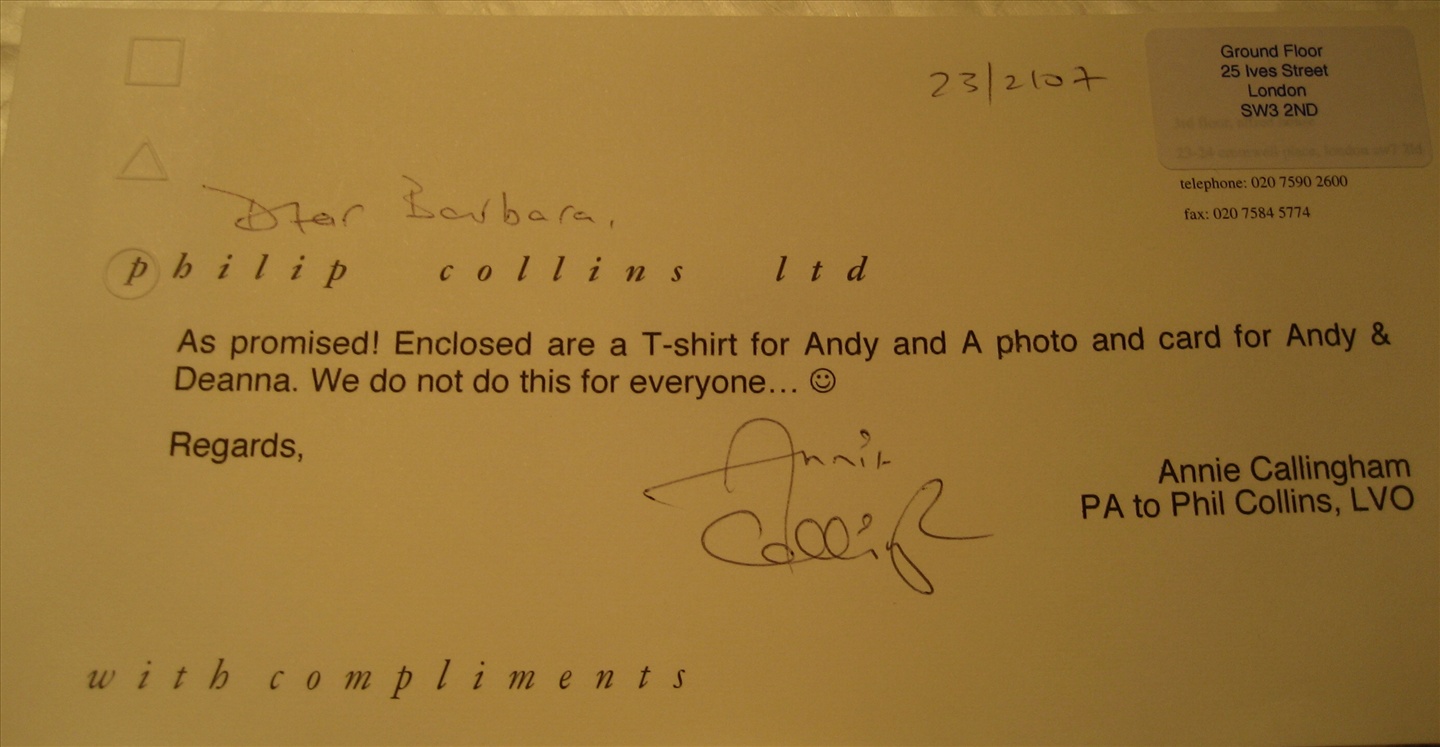 23/2/07
Ground Floor
25 Ives Street
London
SW3 2ND
telephone: 020 7590 2600
fax: 020 7584 5774
Dear Barbara,
philip collins ltd
As promised! Enclosed are a T-shirt for Andy and A photo and card for Andy &
Deanna. We do not do this for everyone… ☺
Regards,
Annie
Annie Callingham
PA to Phil Collins, LVO
with compliments